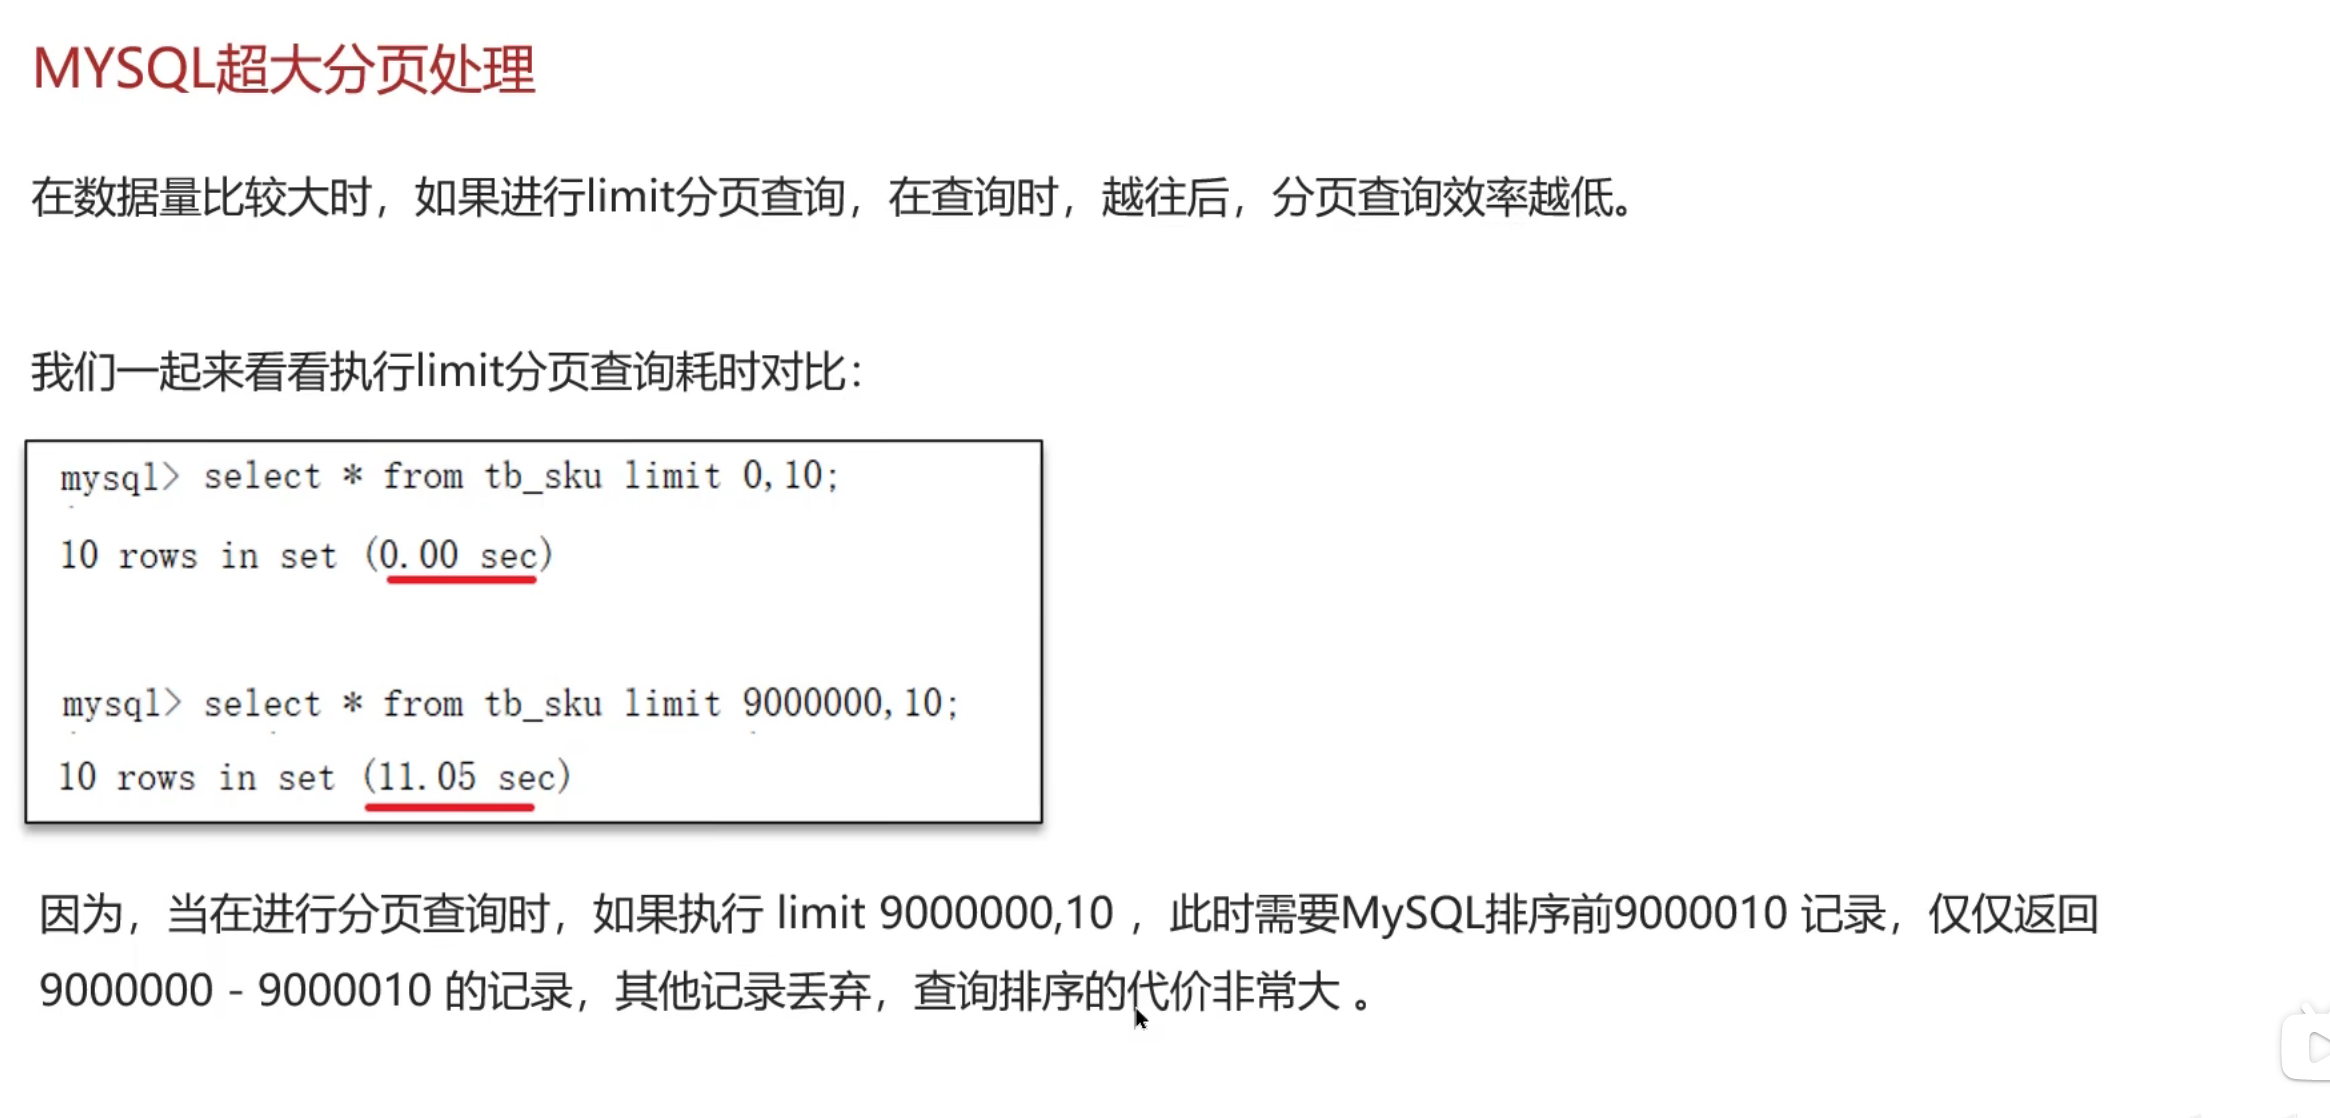 MYSQL超大分页处理
在数据量比较大时，如果进行limit分页查询，在查询时，越往后，分页查询效率越低。
我们一起来看看执行limit分页查询耗时对比：
mysql> select * from tb_sku limit 0,10;
10 rows in set (0.00 sec)
mysql> select * from tb_sku limit 9000000,10;
10 rows in set (11.05 sec)
因为，当在进行分页查询时，如果执行 limit 9000000,10 ，此时需要MySQL排序前9000010 记录，仅仅返回
9000000 - 9000010 的记录，其他记录丢弃，查询排序的代价非常大 。